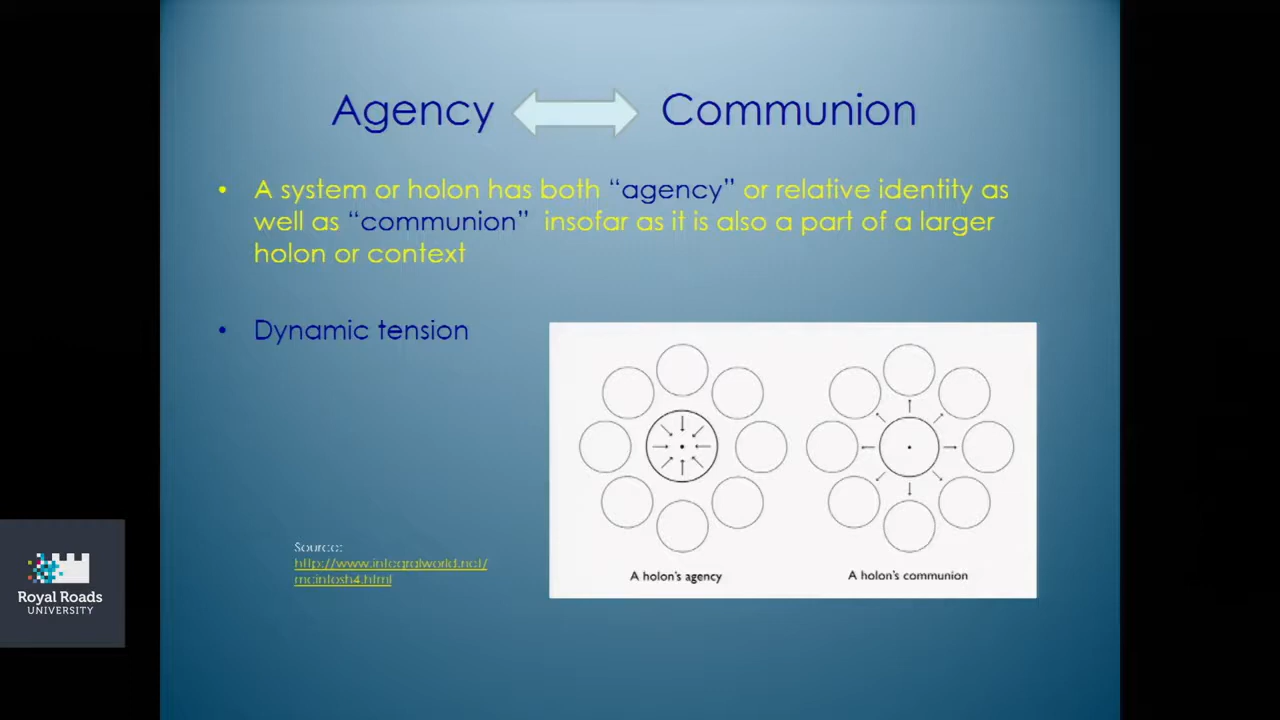 Agency Communion
• A system or holon has both “agency” or relative identity as
well as “communion” insofar as it is also a part of a larger
holon or context
• Dynamic tension
A holon's agency
A holon's communion
Source:
http://www.integralworld.net/
mcintosh4.html
Royal Roads
UNIVERSITY